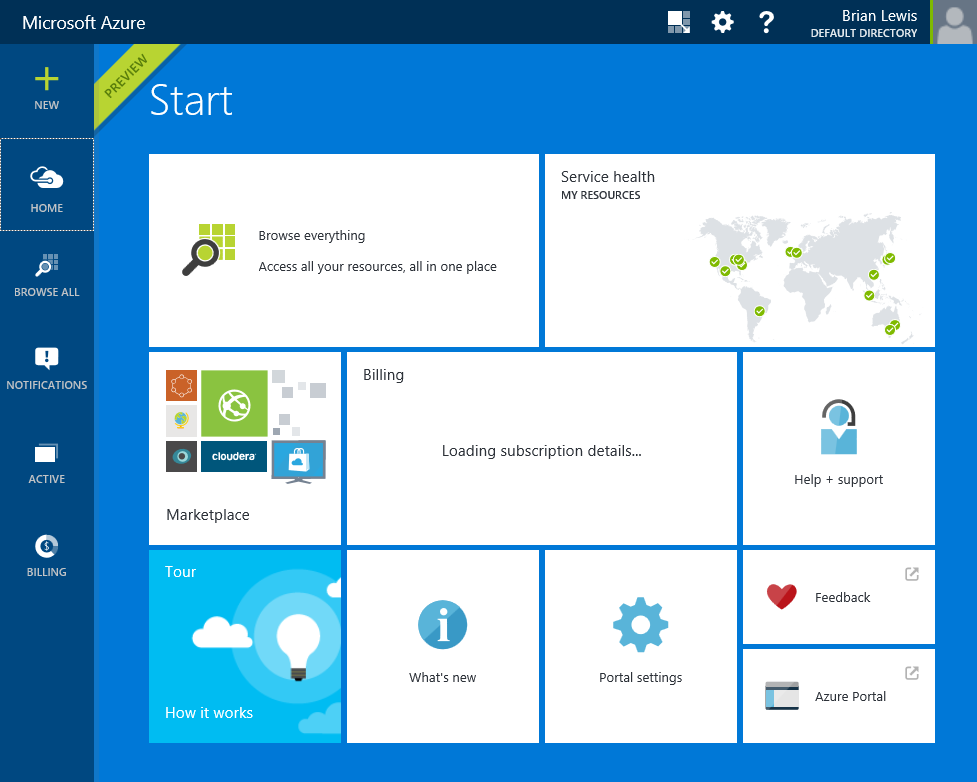 Microsoft Azure
Brian Lewis
DEFAULT DIRECTORY
NEW
HOME
BROWSE ALL
NOTIFICATIONS
ACTIVE
BILLING
PREVIEW
Start
Browse everything
Access all your resources, all in one place
Service health
MY RESOURCES
cloudera
Marketplace
Billing
Loading subscription details...
Help + support
Tour
How it works
What's new
Portal settings
Feedback
Azure Portal